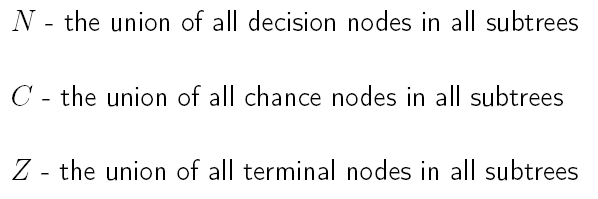 N - the union of all decision nodes in all subtrees
C - the union of all chance nodes in all subtrees
Z - the union of all terminal nodes in all subtrees